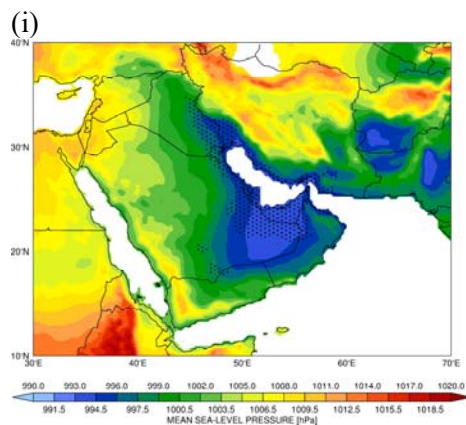 (i)
40°N
30°N
20°N
10°N
30°E 40°E 50°E 60°E 70°E
990.0 993.0 996.0 999.0 1002.0 1005.0 1008.0 1011.0 1014.0 1017.0 1020.0
991.5 994.5 997.5 1000.5 1003.5 1006.5 1009.5 1012.5 1015.5 1018.5
MEAN SEA-LEVEL PRESSURE [hPa]